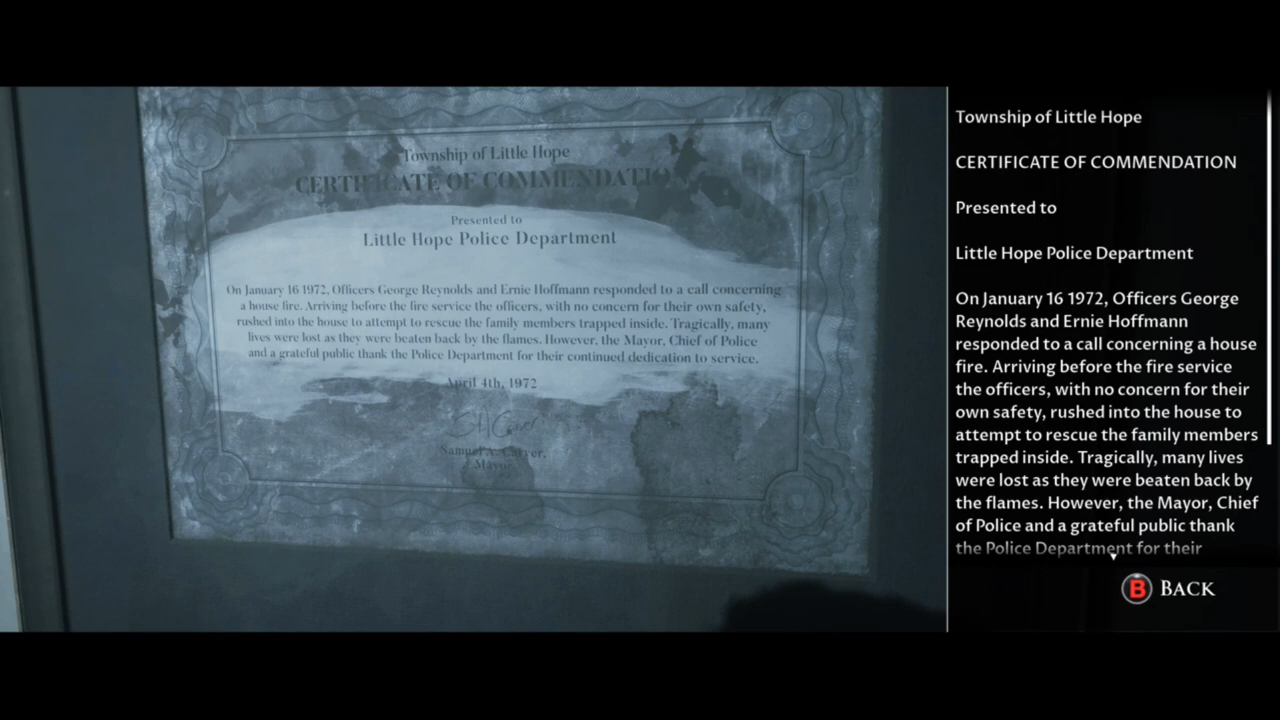 Township of Little Hope
CERTIFICATE OF COMMENDATIO
Presented to
Little Hope Police Department
On January 16 1972, Officers George Reynolds and Ernie Hoffmann responded to a call concerning
a house fire. Arriving before the fire service the officers, with no concern for their own safety,
rushed into the house to attempt to rescue the family members trapped inside. Tragically, many
lives were lost as they were beaten back by the flames. However, the Mayor, Chief of Police
and a grateful public thank the Police Department for their continued dedication to service.
April 4th, 1972
Samuel A. Carver,
Mayor
Township of Little Hope
CERTIFICATE OF COMMENDATION
Presented to
Little Hope Police Department
On January 16 1972, Officers George
Reynolds and Ernie Hoffmann
responded to a call concerning a house
fire. Arriving before the fire service
the officers, with no concern for their
own safety, rushed into the house to
attempt to rescue the family members
trapped inside. Tragically, many lives
were lost as they were beaten back by
the flames. However, the Mayor, Chief
of Police and a grateful public thank
the Police Department for their
B BACK